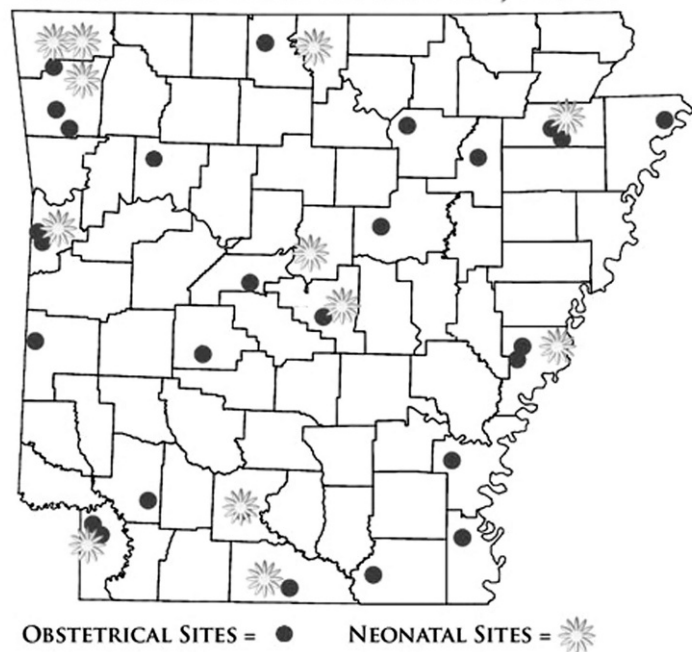 OBSTETRICAL SITES = NEONATAL SITES =